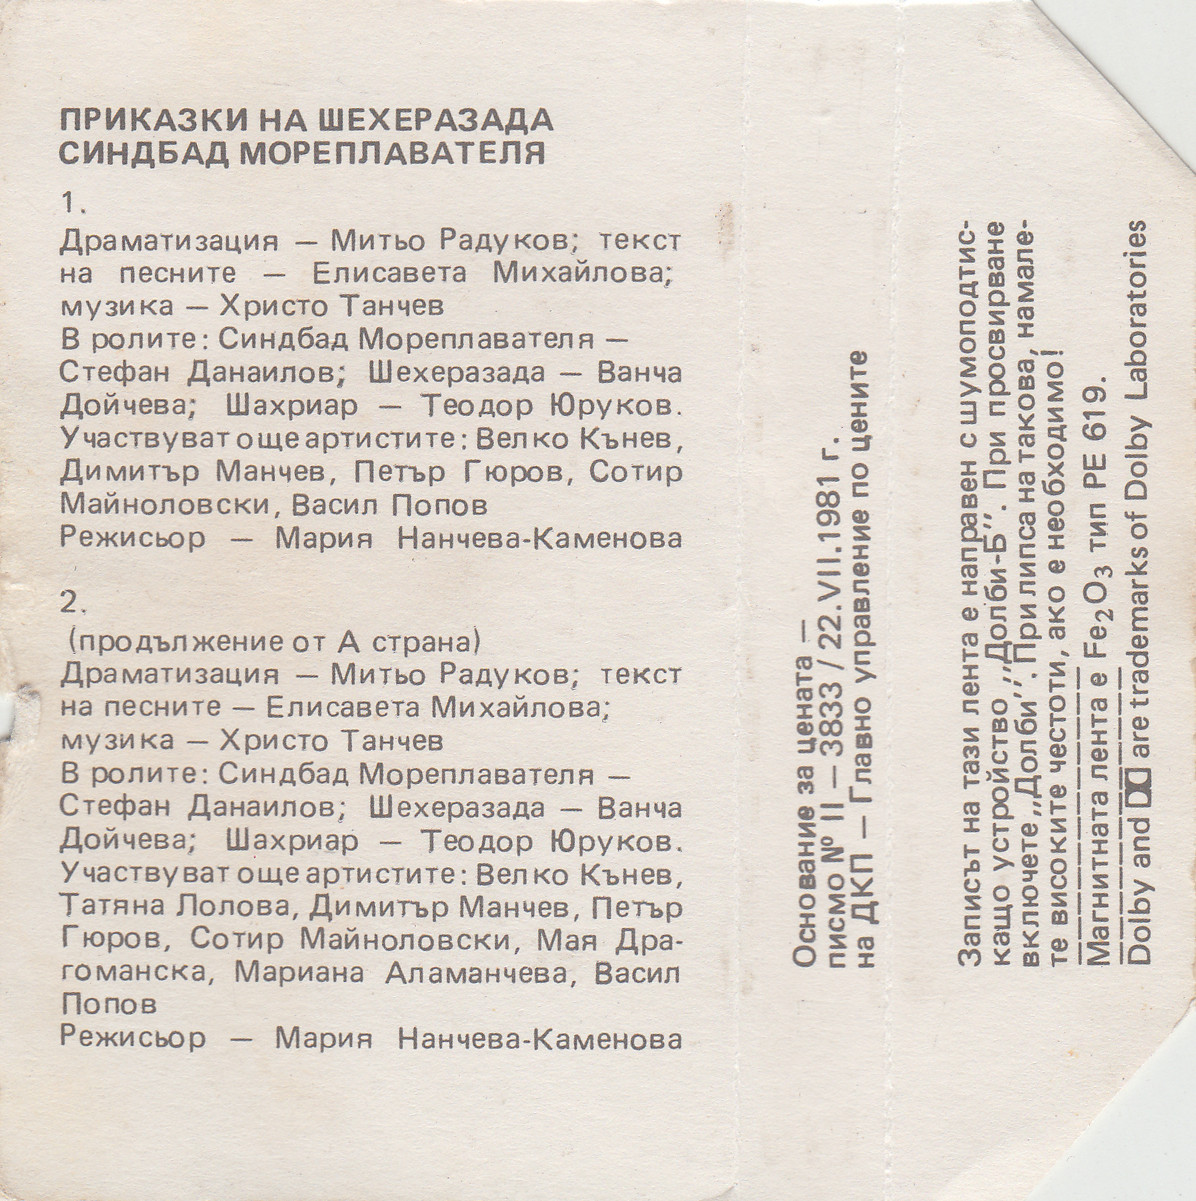 ПРИКАЗКИ НА ШЕХЕРАЗАДА
СИНДБАД МОРЕПЛАВАТЕЛЯ
1.
Драматизация — Митьо Радуков; текст
на песните — Елисавета Михайлова;
музика — Христо Танчев
В ролите: Синдбад Мореплавателя —
Стефан Данаилов; Шехеразада — Ванча
Дойчева; Шахриар — Теодор Юруков.
Участвуват още артистите: Велко Кънев,
Димитър Манчев, Петър Гюров, Сотир
Майноловски, Васил Попов
Режисьор — Мария Нанчева-Каменова
2.
(продължение от А страна)
Драматизация — Митьо Радуков; текст
на песните — Елисавета Михайлова;
музика — Христо Танчев
В ролите: Синдбад Мореплавателя —
Стефан Данаилов; Шехеразада — Ванча
Дойчева; Шахриар — Теодор Юруков.
Участвуват още артистите: Велко Кънев,
Татяна Лолова, Димитър Манчев, Петър
Гюров, Сотир Майноловски, Мая Дра-
гоманска, Мариана Аламанчева, Васил
Попов
Режисьор — Мария Нанчева-Каменова
Основание за цената —
писмо № II — 3833 / 22.VII.1981 г.
на ДКП — Главно управление по цените
Записът на тази лента е направен с шумоподтис-
кащо устройство ,,Долби-Б''. При просвирване
включете ,,Долби''. При липса на такова, намале-
те високите честоти, ако е необходимо!
Магнитната лента е Fe2O3 тип PE 619.
Dolby and DD are trademarks of Dolby Laboratories